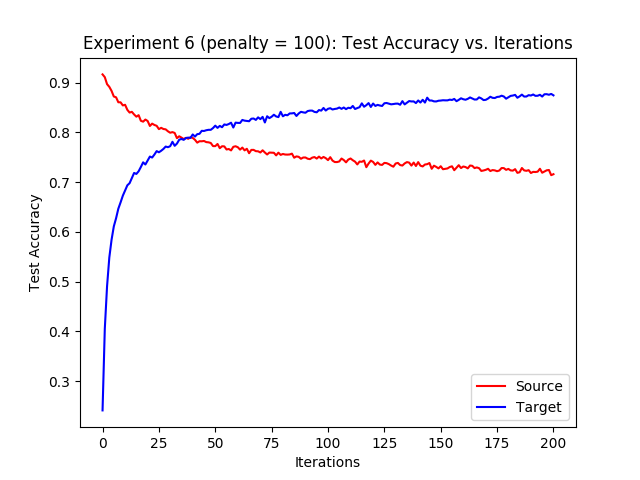 Experiment 6 (penalty = 100): Test Accuracy vs. Iterations
0.9
0.8
0.7
0.6
0.5
0.4
0.3
Test Accuracy
0 25 50 75 100 125 150 175 200
Iterations
Source
Target